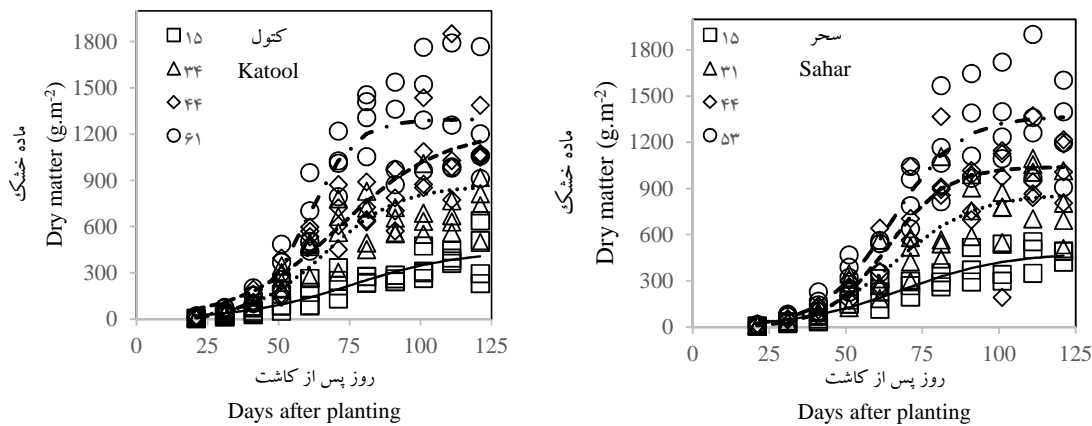 1800
1500
1200
900
600
300
0
ماده خشک
Dry matter (g.m-2)
۱۵
۳۴
۴۴
۶۱
کتول
Katool
0 25 50 75 100 125
روز پس از کاشت
Days after planting
1800
1500
1200
900
600
300
0
ماده خشک
Dry matter (g.m-2)
۱۵
۳۱
۴۴
۵۳
سحر
Sahar
0 25 50 75 100 125
روز پس از کاشت
Days after planting